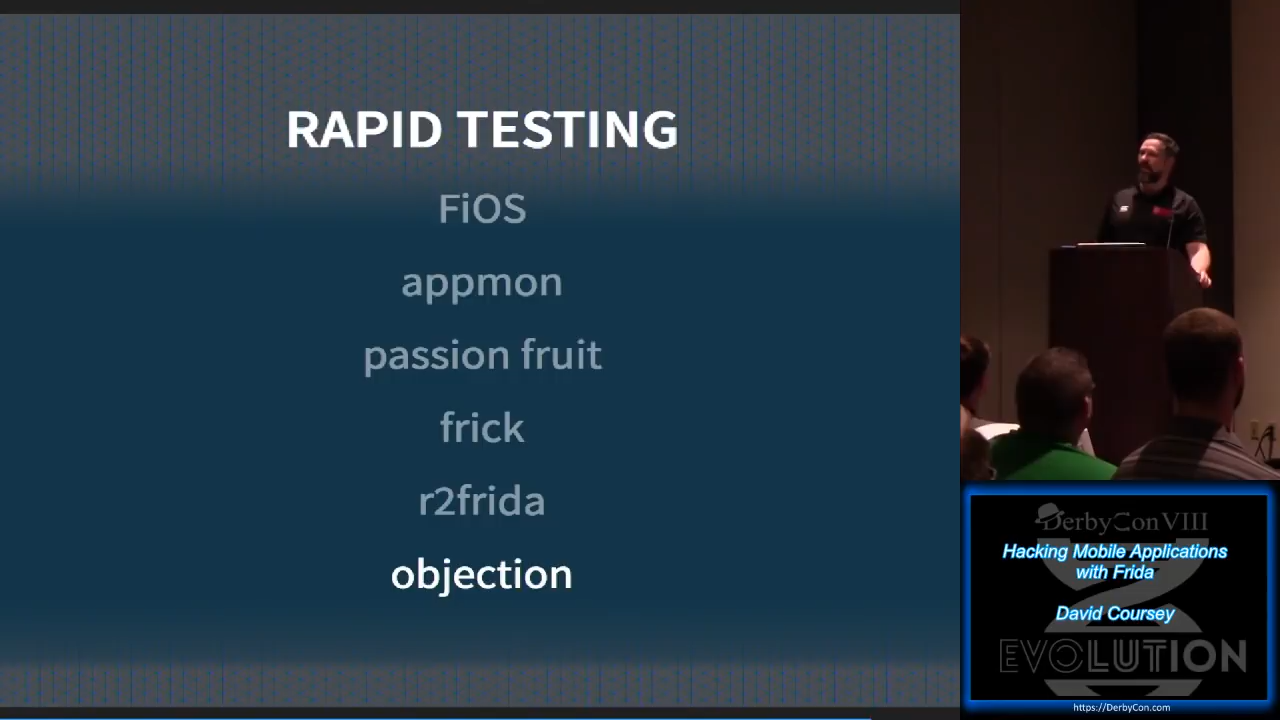 RAPID TESTING
FiOS
appmon
passion fruit
frick
r2frida
objection
DerbyCon VIII
Hacking Mobile Applications
with Frida
David Coursey
EVOLUTION
https://DerbyCon.com